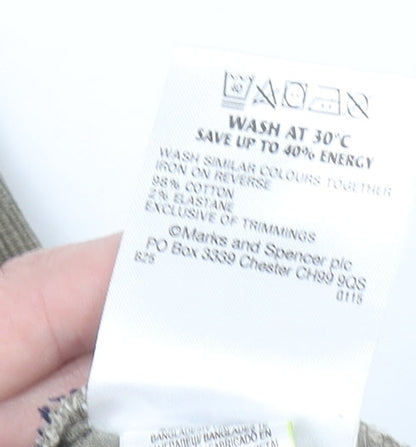 40
WASH AT 30°C
SAVE UP TO 40% ENERGY
WASH SIMILAR COLOURS TOGETHER
IRON ON REVERSE
98% COTTON
2% ELASTANE
EXCLUSIVE OF TRIMMINGS
©Marks and Spencer plc
PO Box 3339 Chester CH99 9QS
825 0115